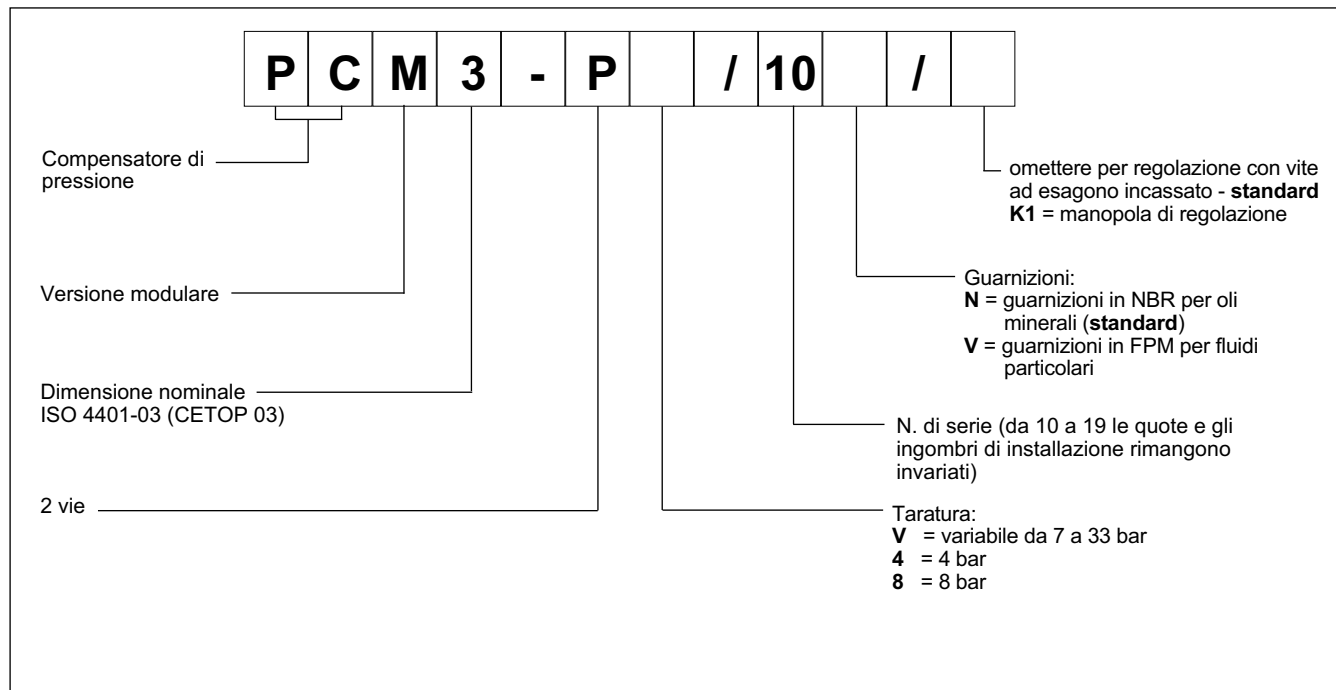 P C M 3 - P / 10 /
Compensatore di
pressione
Versione modulare
Dimensione nominale
ISO 4401-03 (CETOP 03)
2 vie
omettere per regolazione con vite
ad esagono incassato - standard
K1 = manopola di regolazione
Guarnizioni:
N = guarnizioni in NBR per oli
minerali (standard)
V = guarnizioni in FPM per fluidi
particolari
N. di serie (da 10 a 19 le quote e gli
ingombri di installazione rimangono
invariati)
Taratura:
V = variabile da 7 a 33 bar
4 = 4 bar
8 = 8 bar